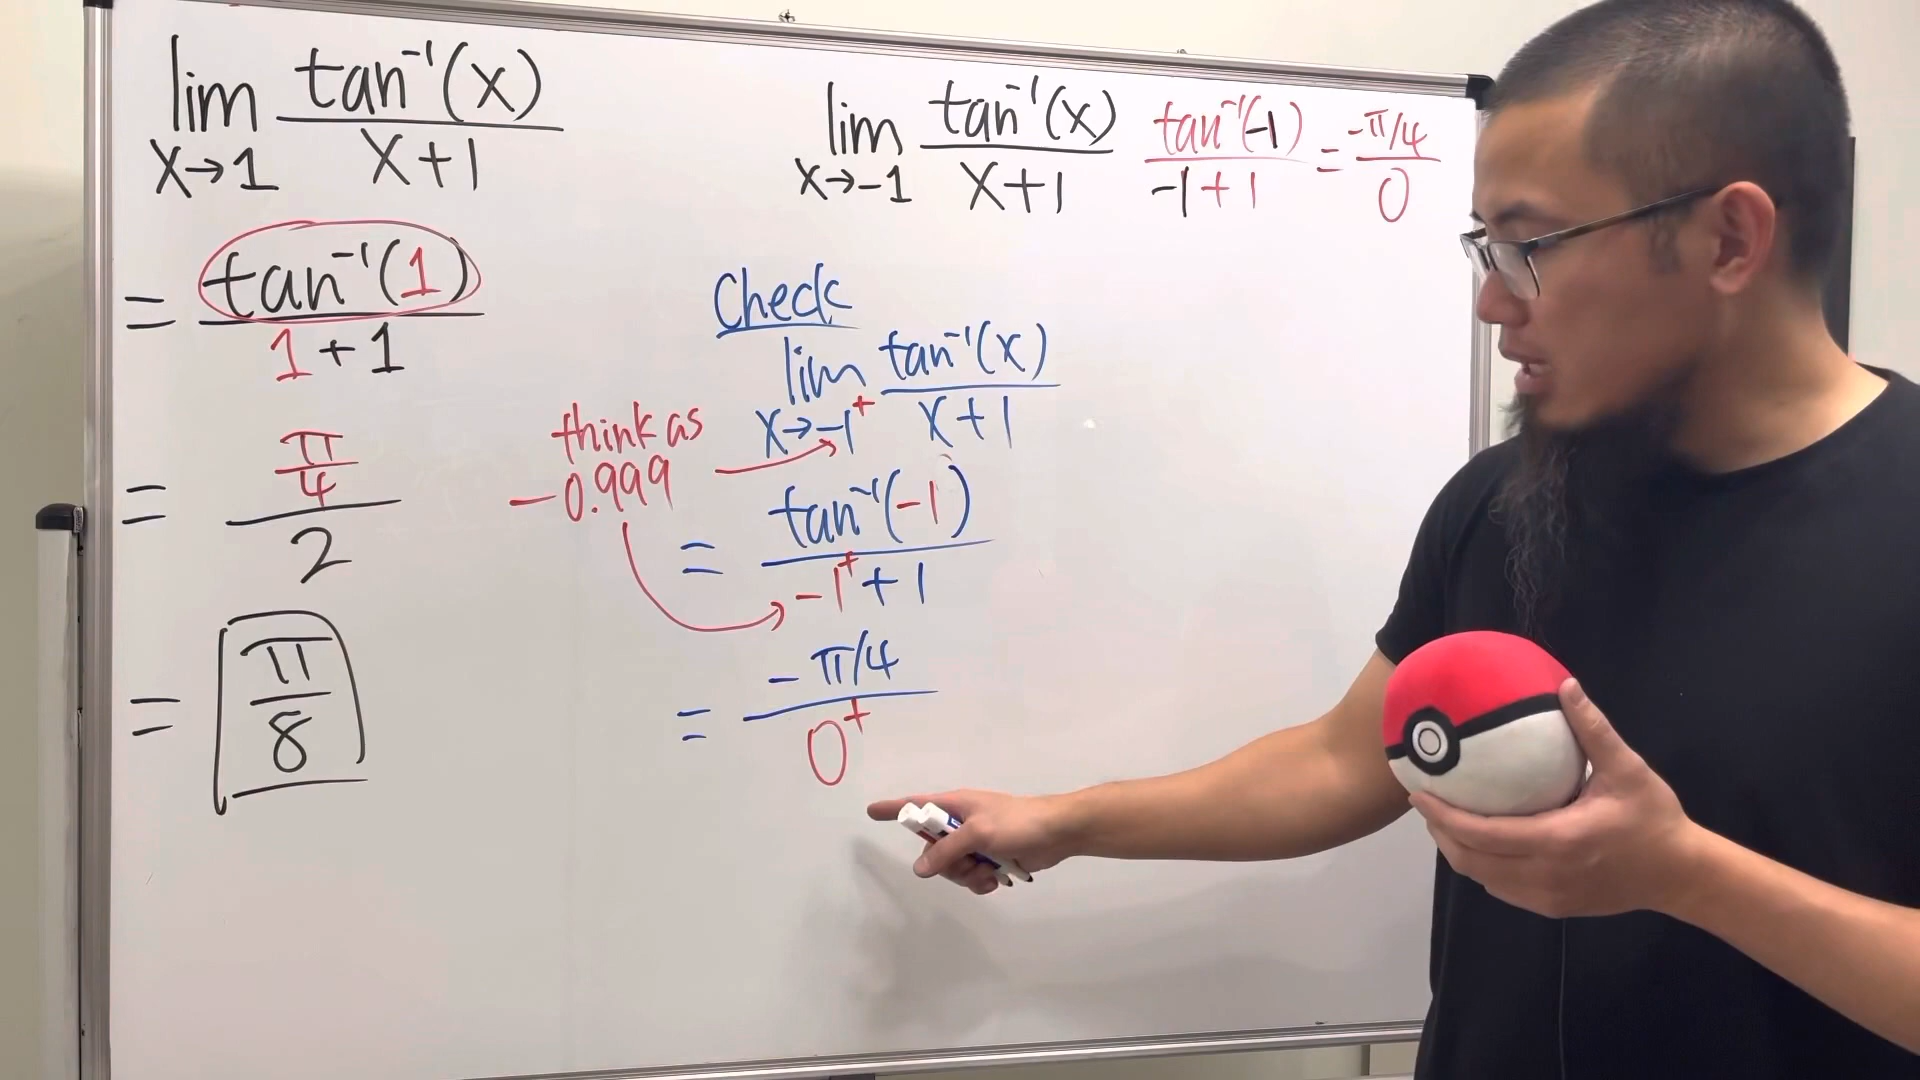 lim tan⁻¹(x)
x→1 x+1
= tan⁻¹(1)
1+1
= π
4
2
= π
8
lim tan⁻¹(x) tan⁻¹(-1) = -π/4
x→-1 x+1 -1+1 0
Check
lim tan⁻¹(x)
x→-1⁺ x+1
think as
-0.999
= tan⁻¹(-1)
-1⁺+1
= -π/4
0⁺